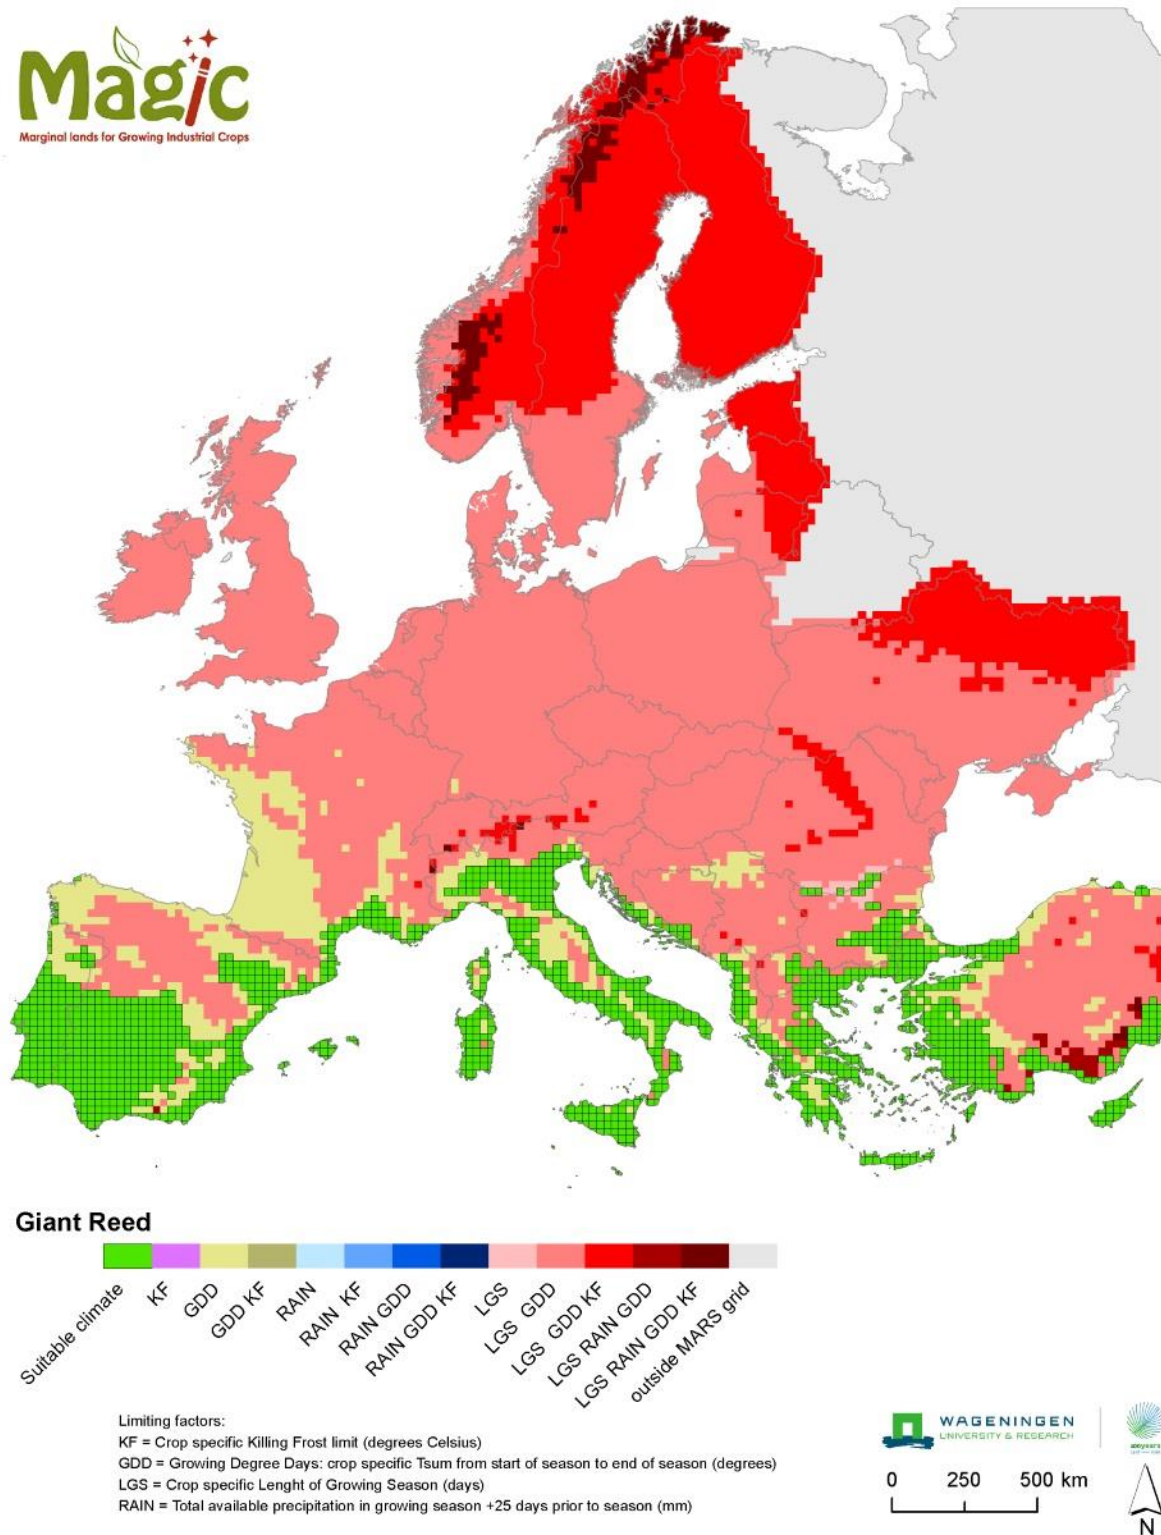 Magic
Marginal lands for Growing Industrial Crops
Giant Reed
Suitable climate
KF
GDD
GDD KF
RAIN
RAIN KF
RAIN GDD
RAIN GDD KF
LGS
LGS GDD
LGS GDD KF
LGS RAIN GDD
LGS RAIN GDD KF
outside MARS grid
Limiting factors:
KF = Crop specific Killing Frost limit (degrees Celsius)
GDD = Growing Degree Days: crop specific Tsum from start of season to end of season (degrees)
LGS = Crop specific Lenght of Growing Season (days)
RAIN = Total available precipitation in growing season +25 days prior to season (mm)
WAGENINGEN
UNIVERSITY & RESEARCH
0 250 500 km
N